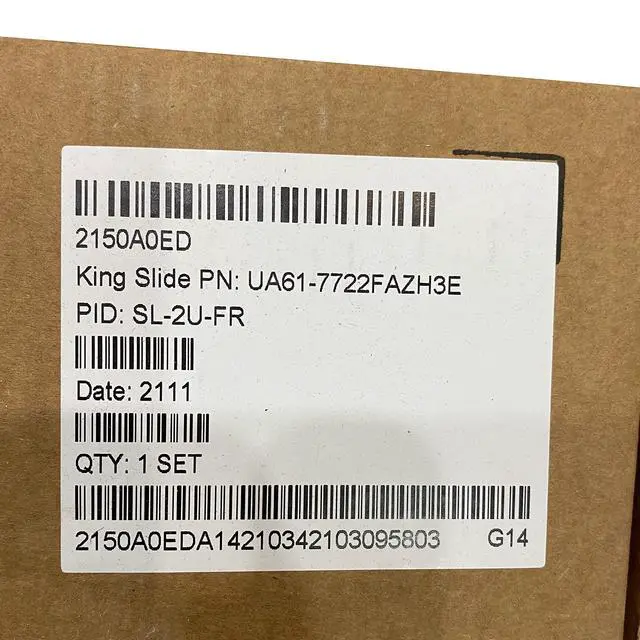 2150A0ED
King Slide PN: UA61-7722FAZH3E
PID: SL-2U-FR
Date: 2111
QTY: 1 SET
2150A0EDA14210342103095803 G14